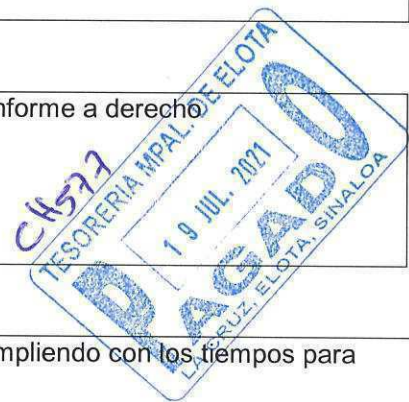 nforme a derecho
CH577
TESORERIA MPAL. DE ELOTA
19 JUL. 2021
PAGADO
LA CRUZ, ELOTA, SINALOA
mpliendo con los tiempos para